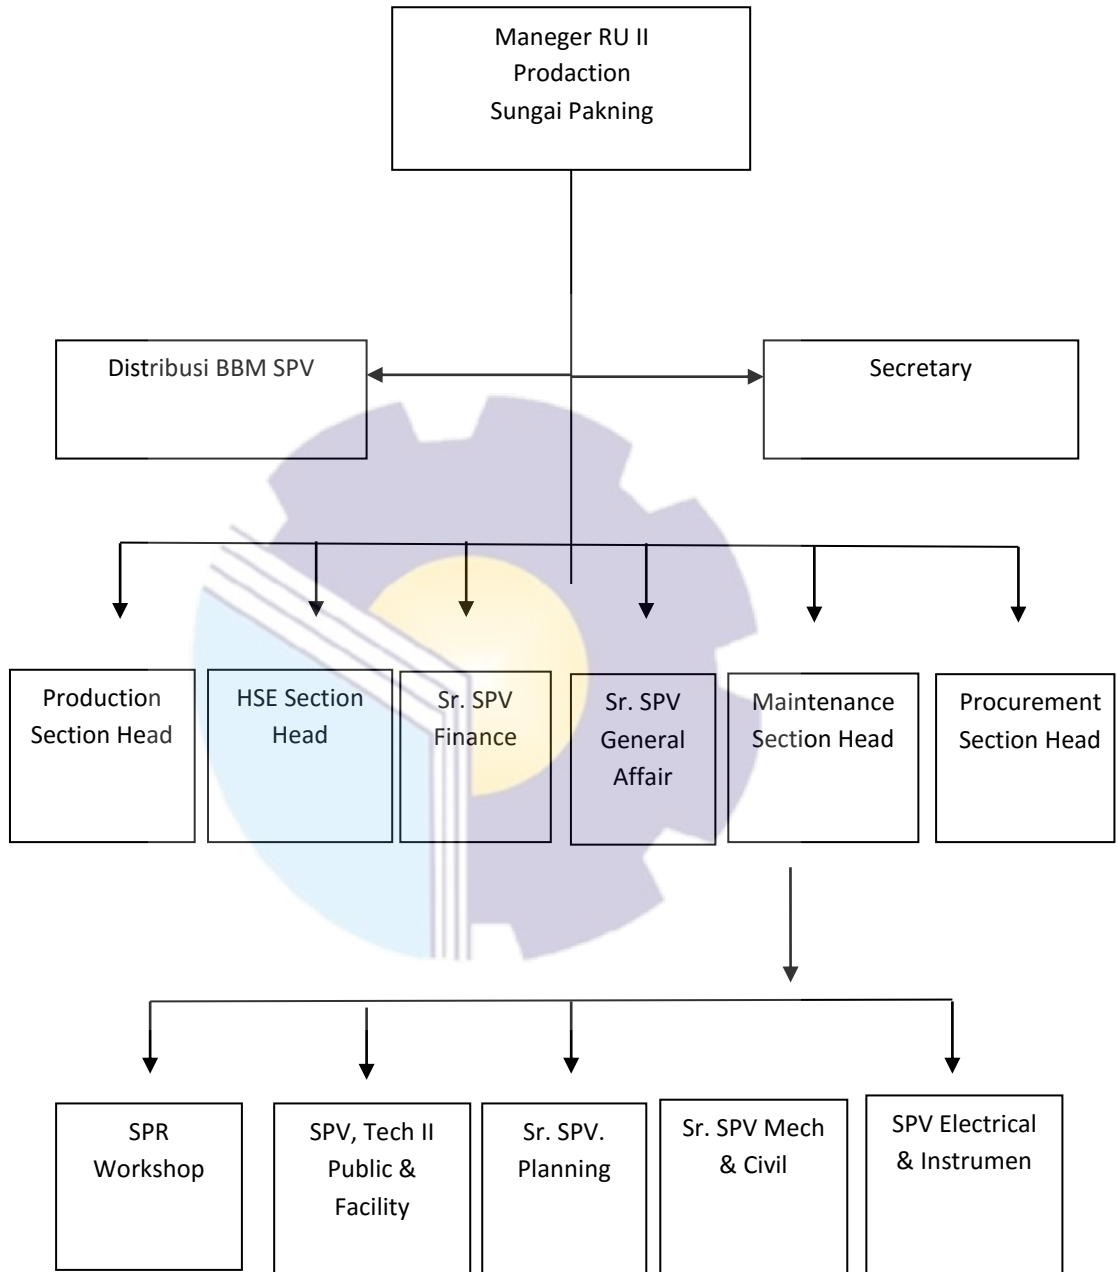 Maneger RU II
Prodaction
Sungai Pakning
Distribusi BBM SPV
Secretary
Production
Section Head
HSE Section
Head
Sr. SPV
Finance
Sr. SPV
General
Affair
Maintenance
Section Head
Procurement
Section Head
SPR
Workshop
SPV, Tech II
Public &
Facility
Sr. SPV.
Planning
Sr. SPV Mech
& Civil
SPV Electrical
& Instrumen